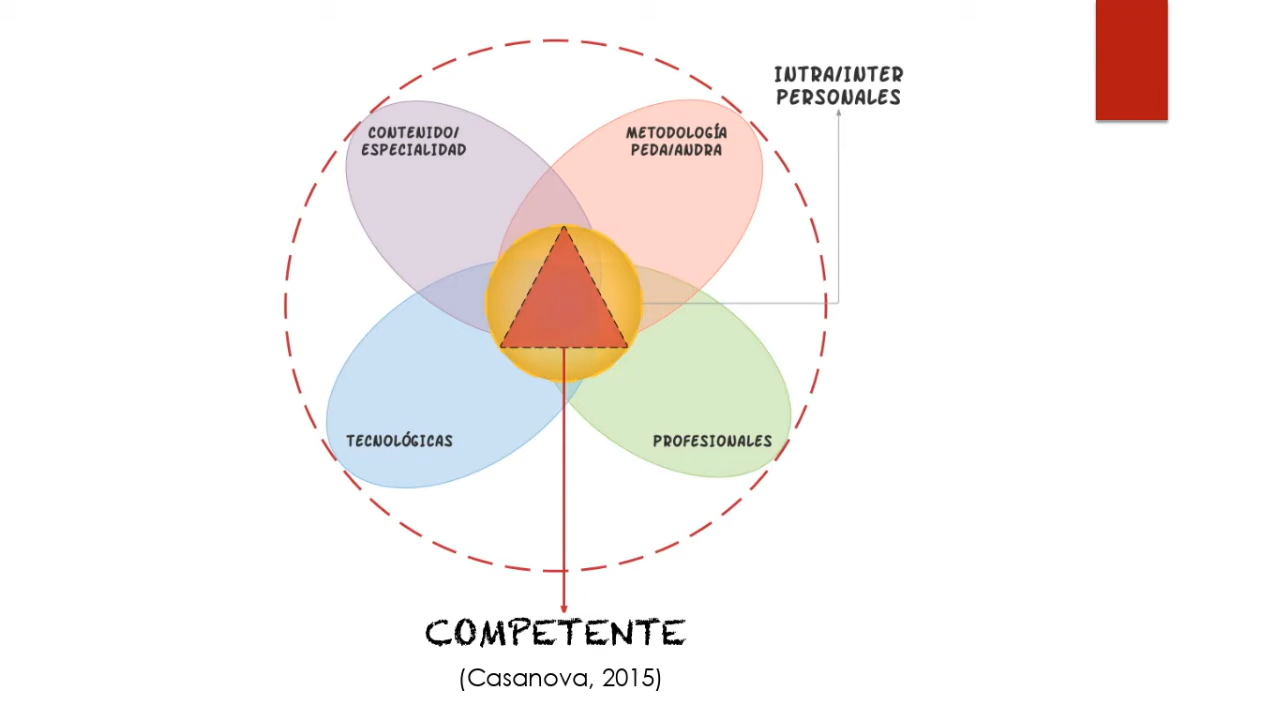 INTRA/INTER
PERSONALES
CONTENIDO/
ESPECIALIDAD
METODOLOGÍA
PEDA/ANDRA
TECNOLÓGICAS
PROFESIONALES
COMPETENTE
(Casanova, 2015)